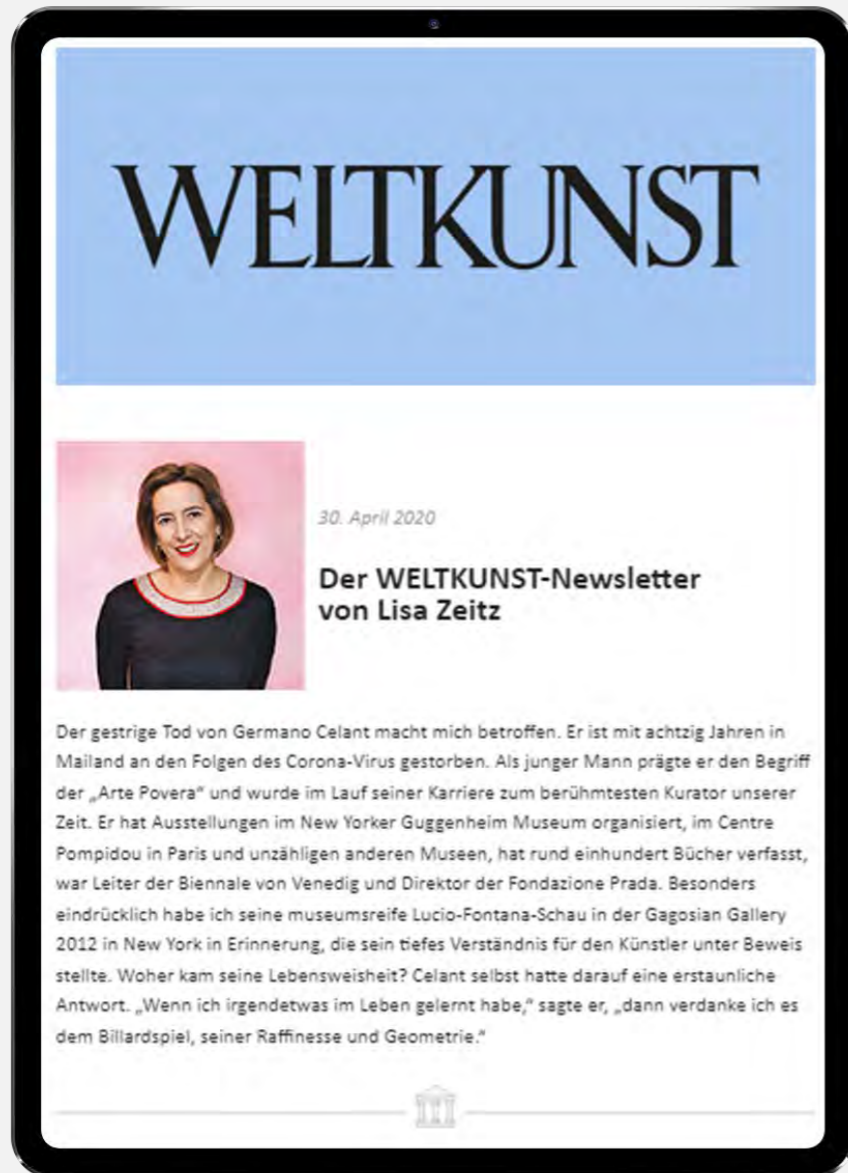 WELTKUNST
30. April 2020
Der WELTKUNST-Newsletter
von Lisa Zeitz
Der gestrige Tod von Germano Celant macht mich betroffen. Er ist mit achtzig Jahren in
Mailand an den Folgen des Corona-Virus gestorben. Als junger Mann prägte er den Begriff
der „Arte Povera“ und wurde im Lauf seiner Karriere zum berühmtesten Kurator unserer
Zeit. Er hat Ausstellungen im New Yorker Guggenheim Museum organisiert, im Centre
Pompidou in Paris und unzähligen anderen Museen, hat rund einhundert Bücher verfasst,
war Leiter der Biennale von Venedig und Direktor der Fondazione Prada. Besonders
eindrücklich habe ich seine museumsreife Lucio-Fontana-Schau in der Gagosian Gallery
2012 in New York in Erinnerung, die sein tiefes Verständnis für den Künstler unter Beweis
stellte. Woher kam seine Lebensweisheit? Celant selbst hatte darauf eine erstaunliche
Antwort. „Wenn ich irgendetwas im Leben gelernt habe,“ sagte er, „dann verdanke ich es
dem Billardspiel, seiner Raffinesse und Geometrie.“